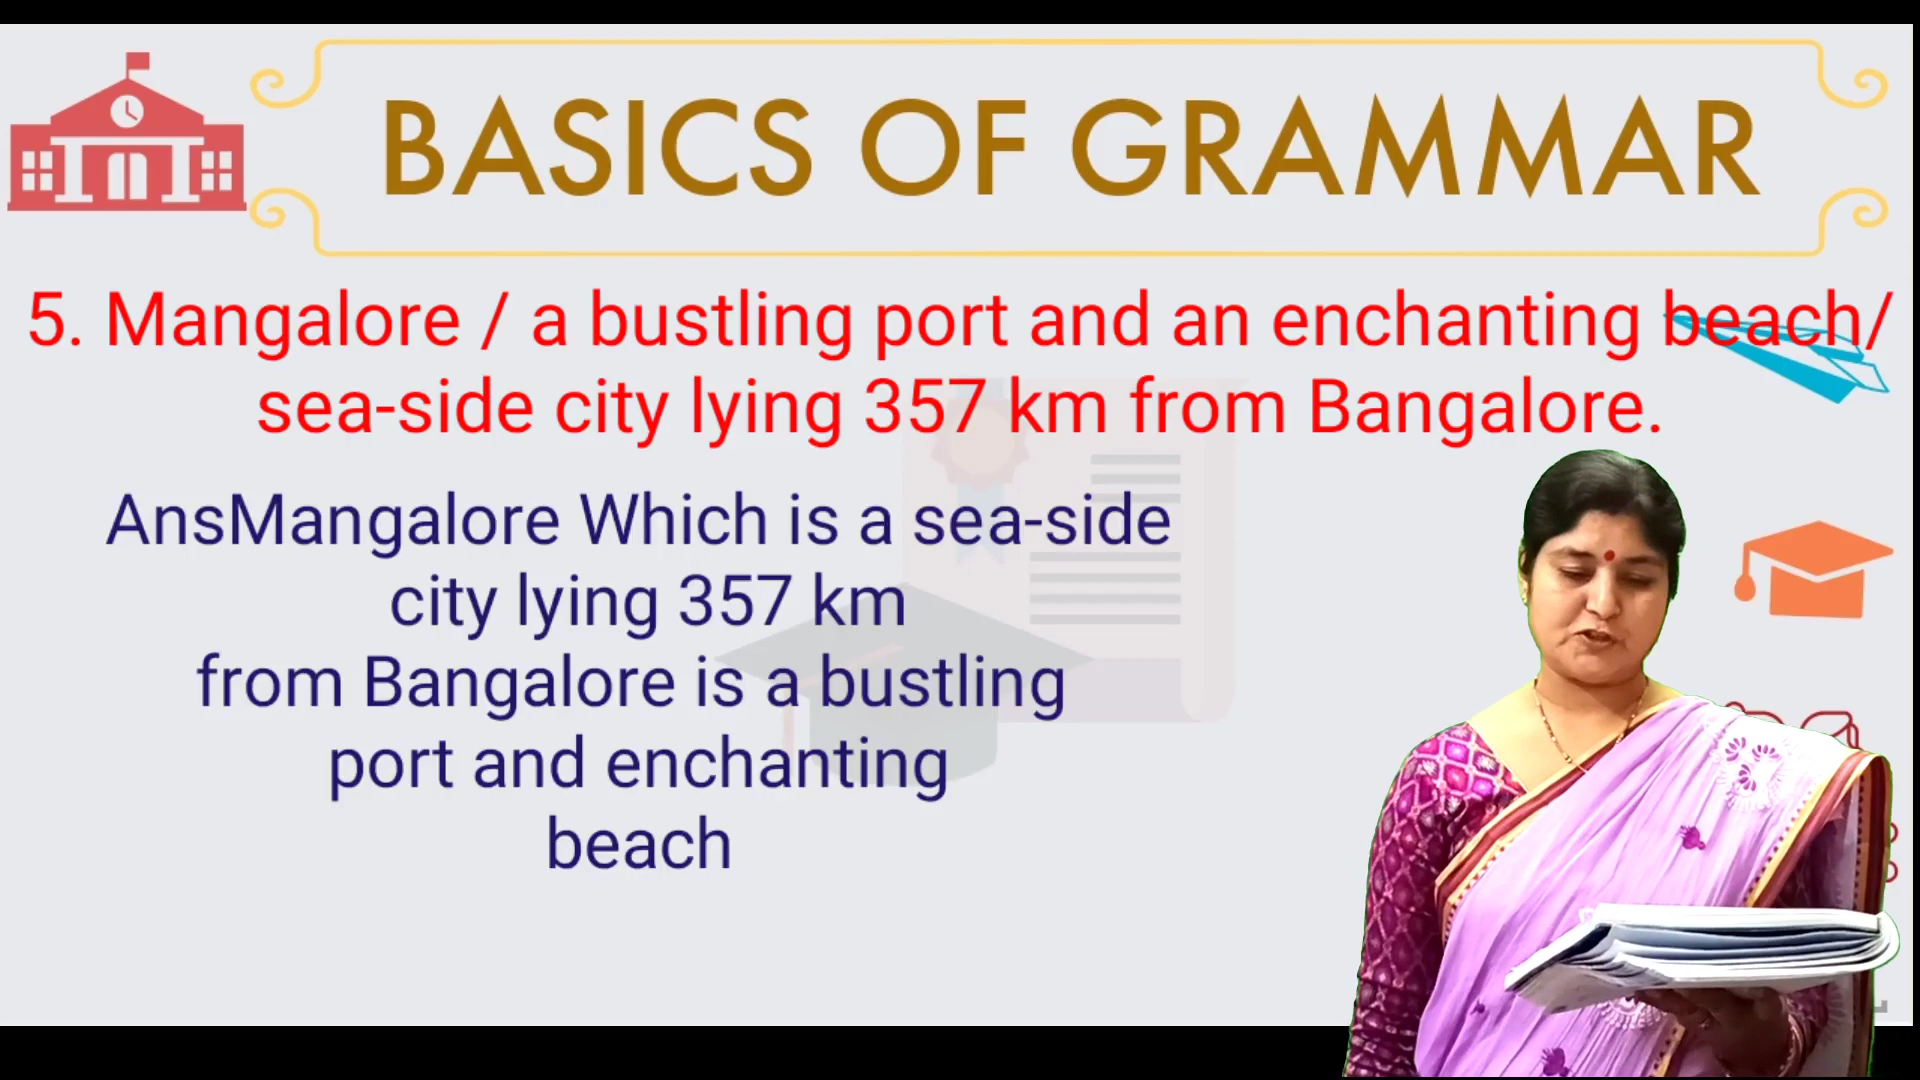 BASICS OF GRAMMAR
5. Mangalore / a bustling port and an enchanting beach/
sea-side city lying 357 km from Bangalore.
AnsMangalore Which is a sea-side
city lying 357 km
from Bangalore is a bustling
port and enchanting
beach